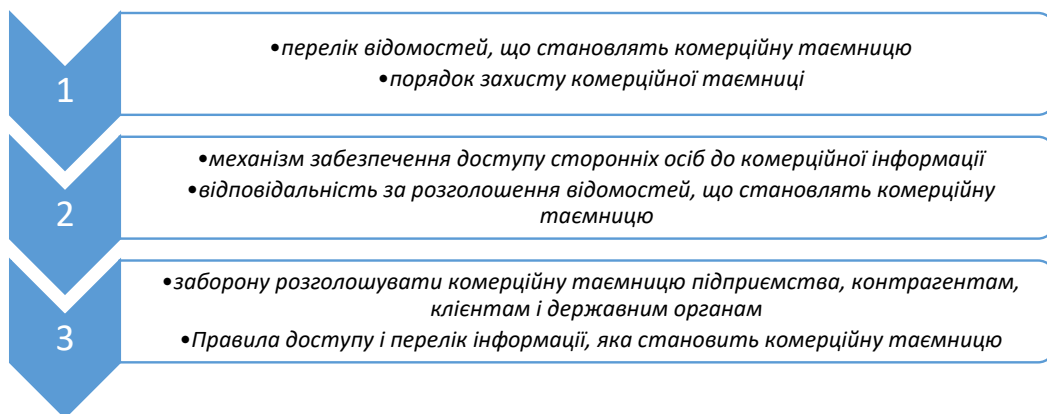 1
•перелік відомостей, що становлять комерційну таємницю
•порядок захисту комерційної таємниці
2
•механізм забезпечення доступу сторонніх осіб до комерційної інформації
•відповідальність за розголошення відомостей, що становлять комерційну
таємницю
3
•заборону розголошувати комерційну таємницю підприємства, контрагентам,
клієнтам і державним органам
•Правила доступу і перелік інформації, яка становить комерційну таємницю